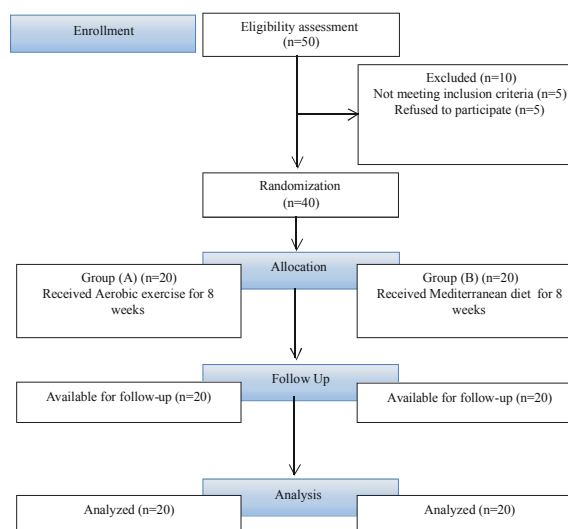 Enrollment
Eligibility assessment
(n=50)
Excluded (n=10)
Not meeting inclusion criteria (n=5)
Refused to participate (n=5)
Randomization
(n=40)
Allocation
Group (A) (n=20)
Received Aerobic exercise for 8
weeks
Group (B) (n=20)
Received Mediterranean diet for 8
weeks
Follow Up
Available for follow-up (n=20)
Available for follow-up (n=20)
Analysis
Analyzed (n=20)
Analyzed (n=20)